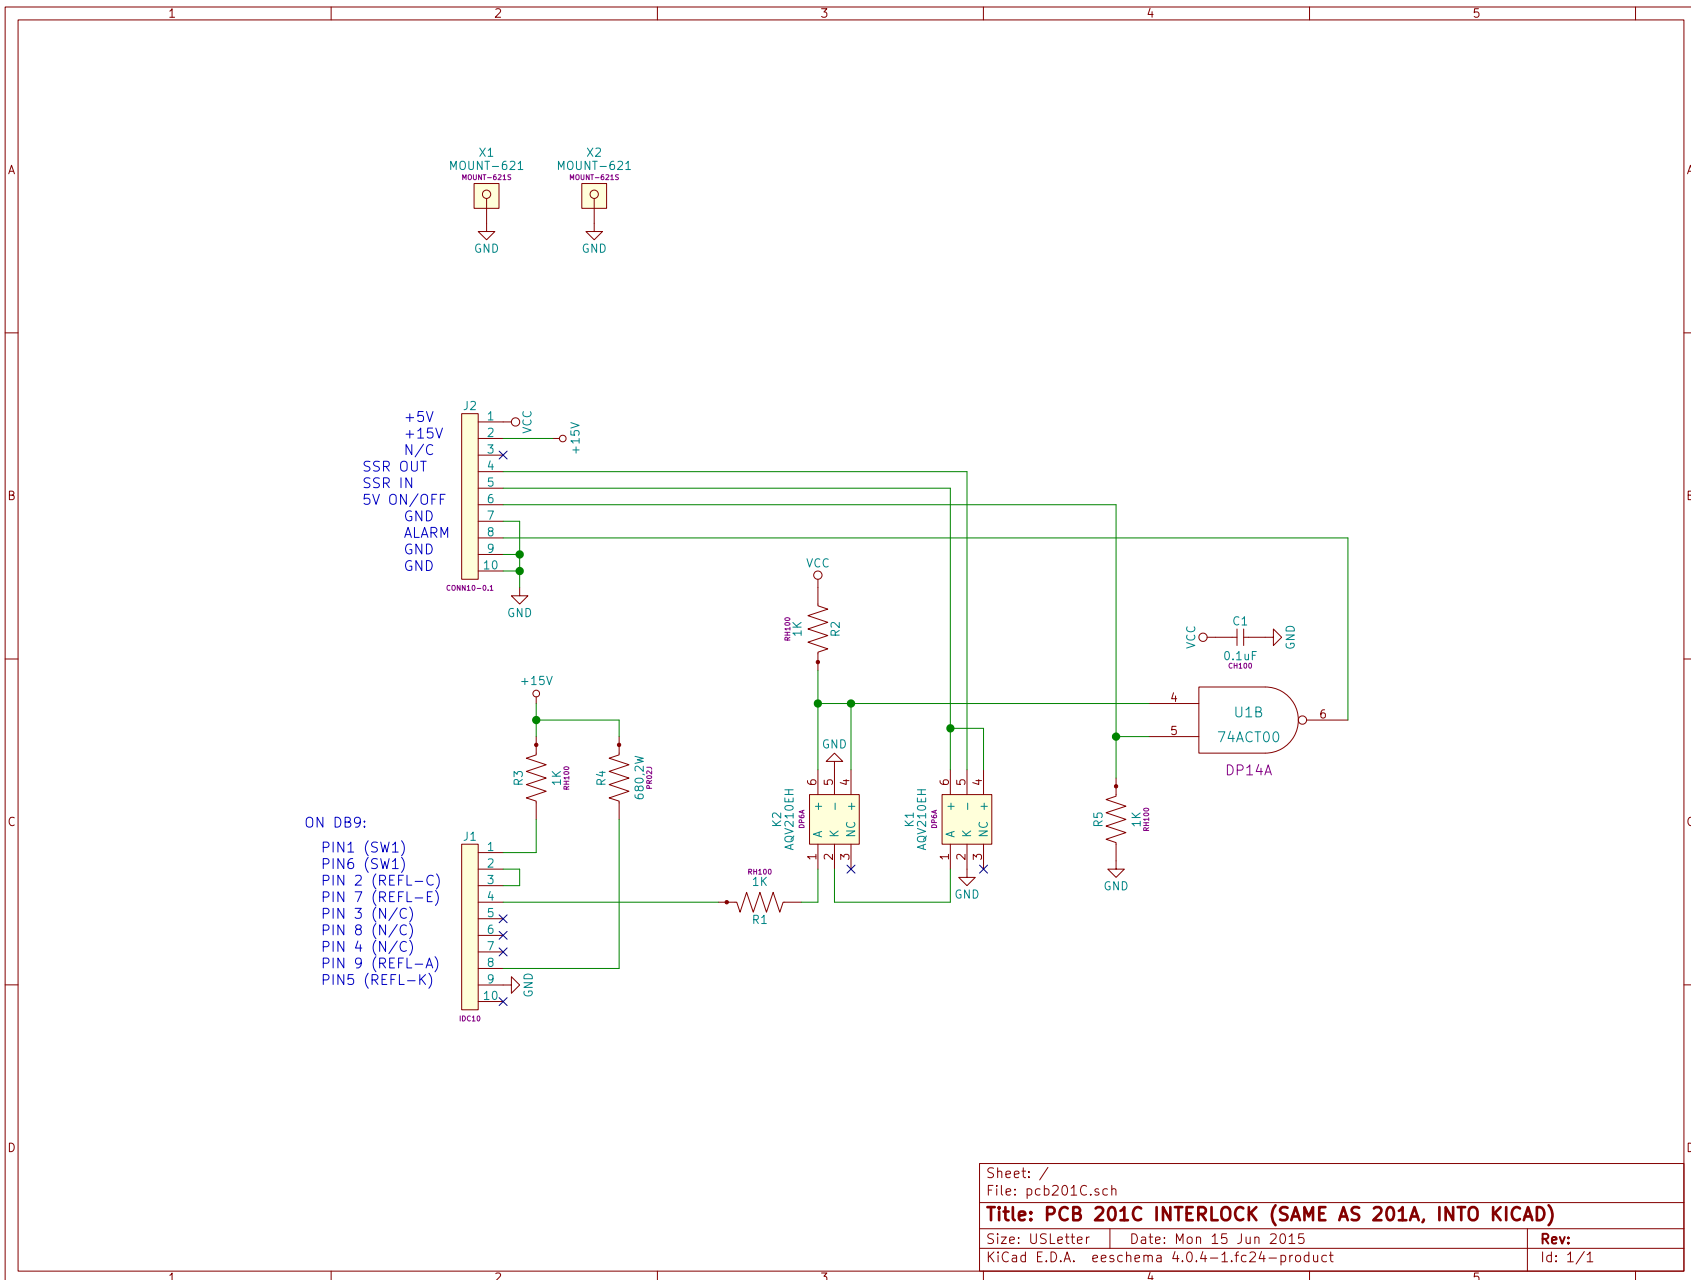 1 2 3 4 5
A
X1
MOUNT-621
MOUNT-621S
GND
X2
MOUNT-621
MOUNT-621S
GND
A
B
J2
+5V 1 VCC
+15V 2 +15V
N/C 3
SSR OUT 4
SSR IN 5
5V ON/OFF 6
GND 7
ALARM 8
GND 9
GND 10
CONN10-0.1
GND
VCC
RH100
1K
R2
VCC
C1
0.1uF
CH100
GND
4
5
6
U1B
74ACT00
DP14A
+15V
R3
1K
RH100
R4
680,2W
PR02J
GND
6 5 4
+ − +
A K NC
1 2 3
K2
AQV210EH
DP6A
6 5 4
+ − +
A K NC
1 2 3
K1
AQV210EH
DP6A
GND
R5
1K
RH100
GND
C
ON DB9:
J1
PIN1 (SW1) 1
PIN6 (SW1) 2
PIN 2 (REFL-C) 3
PIN 7 (REFL-E) 4
PIN 3 (N/C) 5
PIN 8 (N/C) 6
PIN 4 (N/C) 7
PIN 9 (REFL-A) 8
PIN5 (REFL-K) 9 GND
10
IDC10
RH100
1K
R1
D
Sheet: /
File: pcb201C.sch
Title: PCB 201C INTERLOCK (SAME AS 201A, INTO KICAD)
Size: USLetter Date: Mon 15 Jun 2015 Rev:
KiCad E.D.A. eeschema 4.0.4-1.fc24-product Id: 1/1
1 2 3 4 5